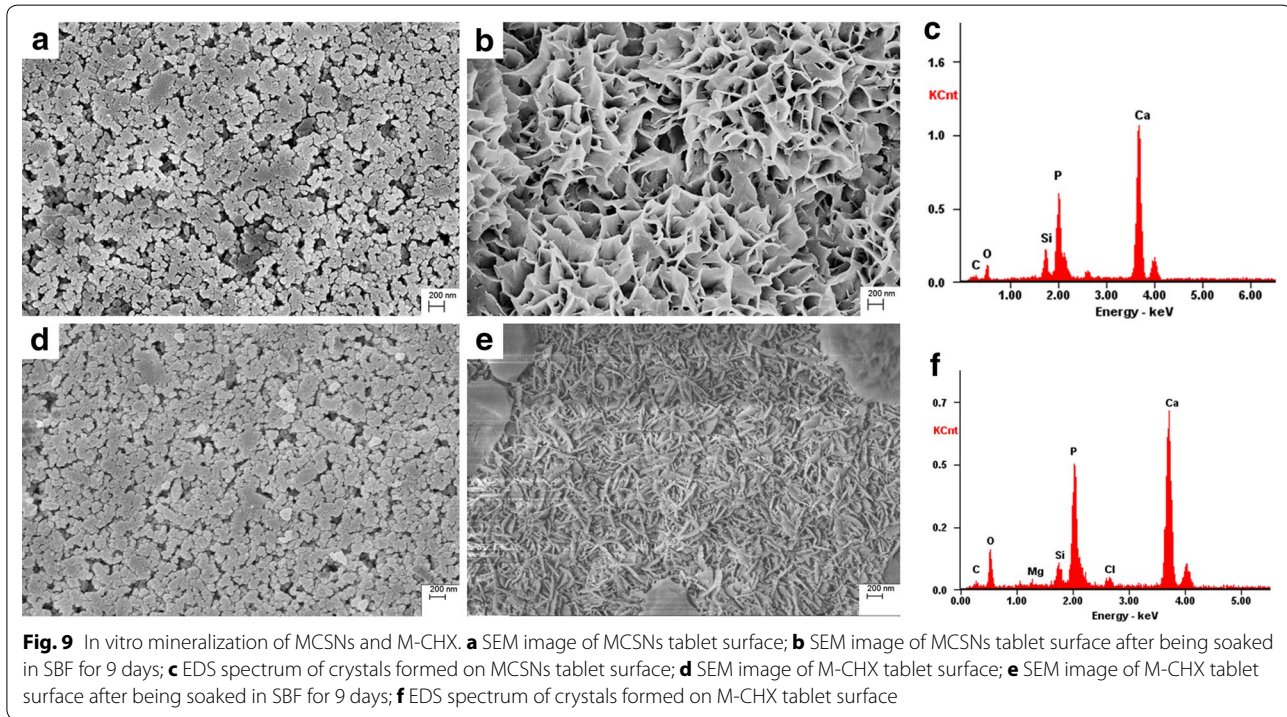 a
200 nm
b
200 nm
c
KCnt
1.6
1.0
0.5
0.0
C
O
Si
P
Ca
1.00 2.00 3.00 4.00 5.00 6.00
Energy - keV
d
200 nm
e
200 nm
f
KCnt
0.7
0.5
0.2
0.0
C
O
Mg
Si
P
Cl
Ca
0.00 1.00 2.00 3.00 4.00 5.00
Energy - keV
Fig. 9 In vitro mineralization of MCSNs and M-CHX. a SEM image of MCSNs tablet surface; b SEM image of MCSNs tablet surface after being soaked
in SBF for 9 days; c EDS spectrum of crystals formed on MCSNs tablet surface; d SEM image of M-CHX tablet surface; e SEM image of M-CHX tablet
surface after being soaked in SBF for 9 days; f EDS spectrum of crystals formed on M-CHX tablet surface